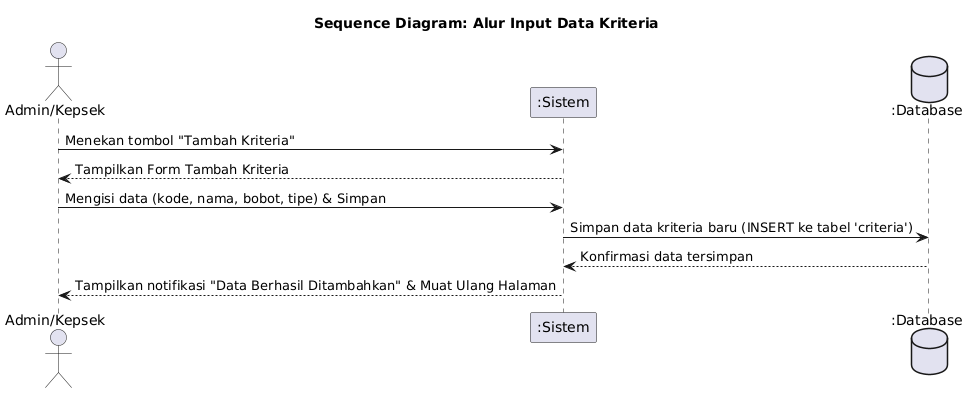 Sequence Diagram: Alur Input Data Kriteria
Admin/Kepsek
:Sistem
:Database
Menekan tombol "Tambah Kriteria"
Tampilkan Form Tambah Kriteria
Mengisi data (kode, nama, bobot, tipe) & Simpan
Simpan data kriteria baru (INSERT ke tabel 'criteria')
Konfirmasi data tersimpan
Tampilkan notifikasi "Data Berhasil Ditambahkan" & Muat Ulang Halaman
Admin/Kepsek
:Sistem
:Database